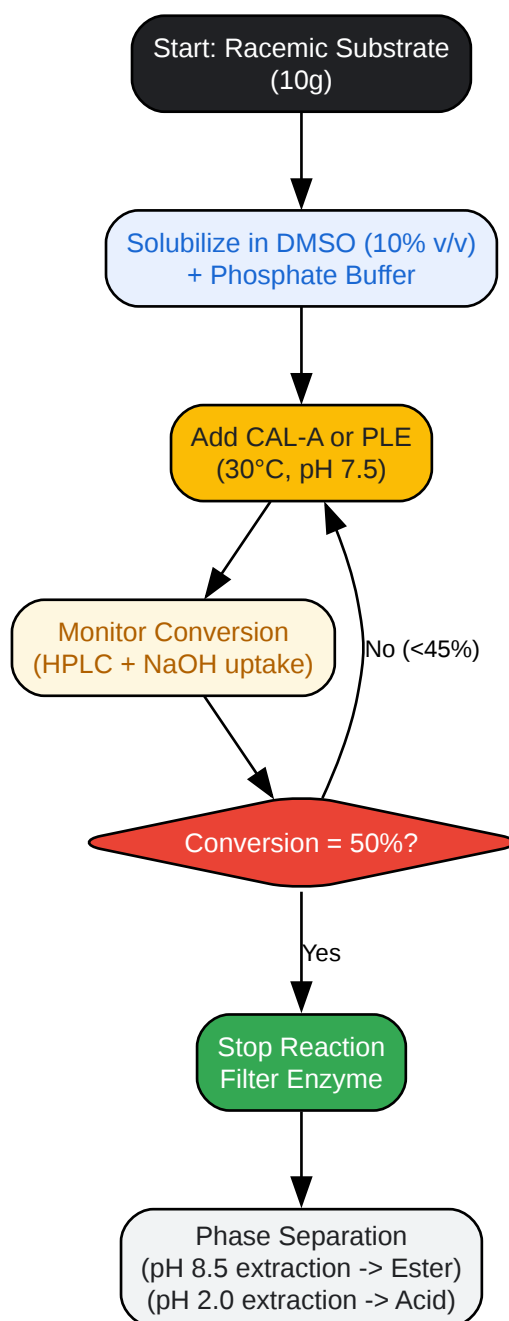 Start: Racemic Substrate
(10g)
Solubilize in DMSO (10% v/v)
+ Phosphate Buffer
Add CAL-A or PLE
(30°C, pH 7.5)
Monitor Conversion
(HPLC + NaOH uptake)
No (<45%)
Conversion = 50%?
Yes
Stop Reaction
Filter Enzyme
Phase Separation
(pH 8.5 extraction -> Ester)
(pH 2.0 extraction -> Acid)